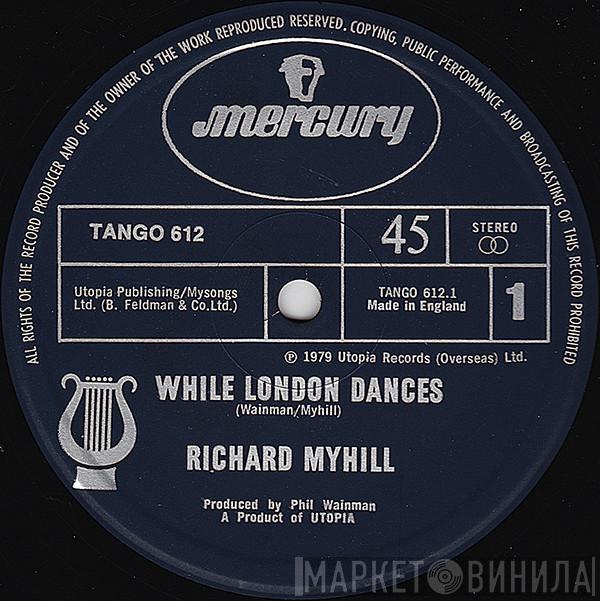 ALL RIGHTS OF THE RECORD PRODUCER AND OF THE OWNER OF THE WORK REPRODUCED RESERVED. COPYING, PUBLIC PERFORMANCE AND BROADCASTING OF THIS RECORD PROHIBITED
mercury
TANGO 612
45
STEREO
Utopia Publishing/Mysongs
Ltd. (B. Feldman & Co.Ltd.)
TANGO 612.1
Made in England
1
℗ 1979 Utopia Records (Overseas) Ltd.
WHILE LONDON DANCES
(Wainman/Myhill)
RICHARD MYHILL
Produced by Phil Wainman
A Product of UTOPIA
МАРКЕТ ВИНИЛА